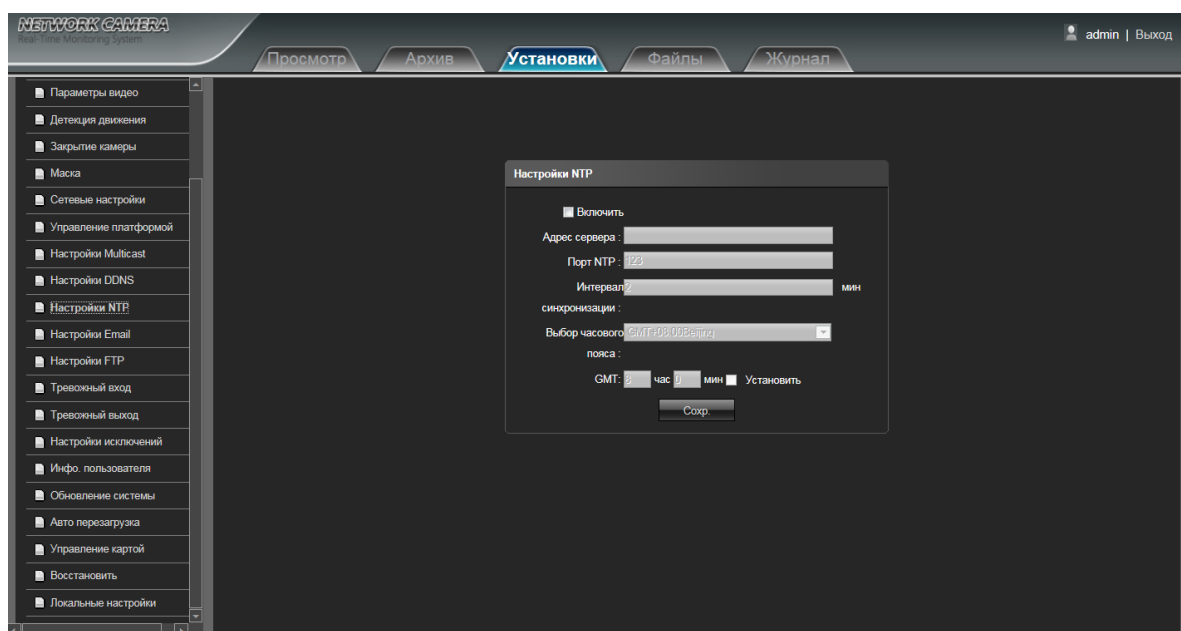 NETWORK CAMERA
Real-Time Monitoring System
admin | Выход
Просмотр Архив Установки Файлы Журнал
Параметры видео
Детекция движения
Закрытие камеры
Маска
Сетевые настройки
Управление платформой
Настройки Multicast
Настройки DDNS
Настройки NTP
Настройки Email
Настройки FTP
Тревожный вход
Тревожный выход
Настройки исключений
Инфо. пользователя
Обновление системы
Авто перезагрузка
Управление картой
Восстановить
Локальные настройки
Настройки NTP
Включить
Адрес сервера :
Порт NTP : 123
Интервал 2 мин
синхронизации :
Выбор часового GMT+08:00Beijing
пояса :
GMT: 8 час 0 мин Установить
Сохр.